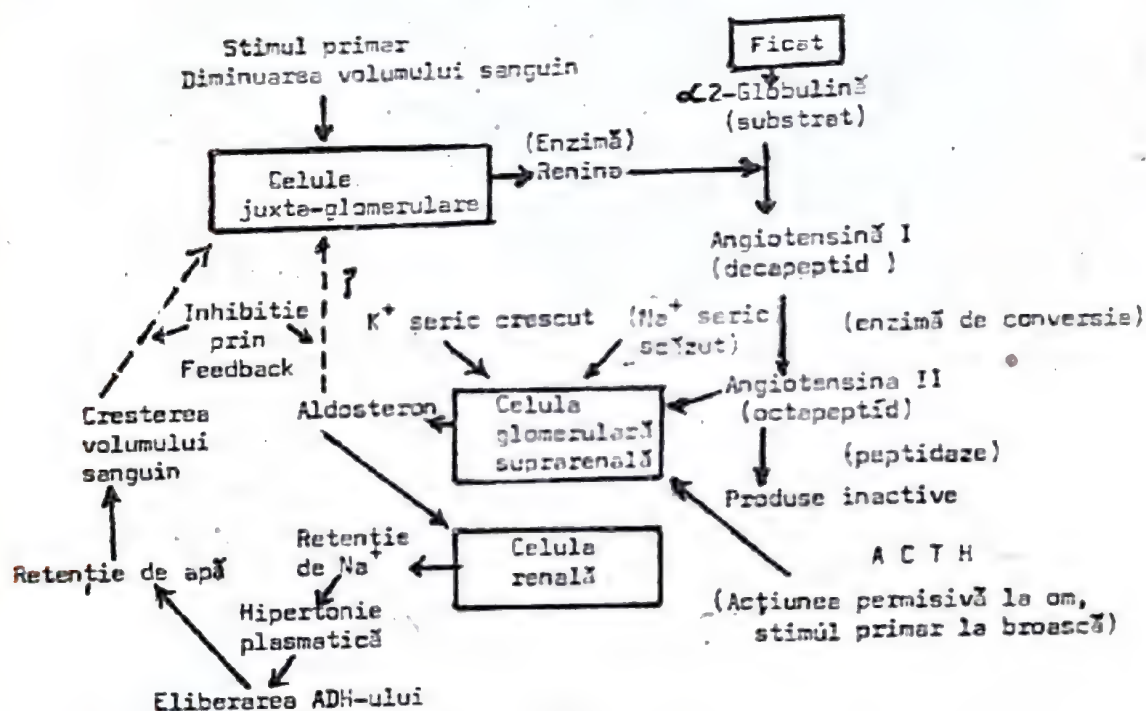 Stimul primar
Diminuarea volumului sanguin
Ficat
α2-Globulină
(substrat)
(Enzimă)
Renina
Celule
juxta-glomerulare
Angiotensină I
(decapeptid )
?
Inhibitie
prin
Feedback
K+ seric crescut
(Na+ seric
scăzut)
(enzimă de conversie)
Angiotensina II
(octapeptid)
Cresterea
volumului
sanguin
Aldosteron
Celula
glomerulară
suprarenală
(peptidaze)
Produse inactive
Retenție
de Na+
Celula
renală
A C T H
Retenție de apă
(Acțiunea permisivă la om,
stimúl primar la broască)
Hipertonie
plasmatică
Eliberarea ADH-ului